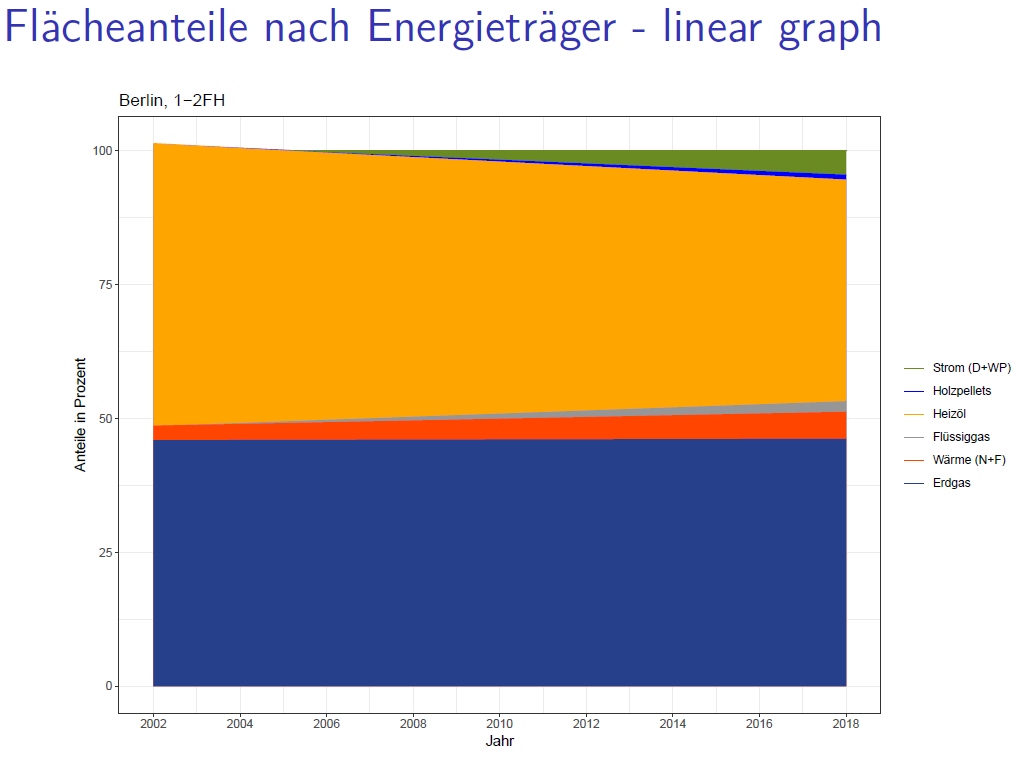 Flächeanteile nach Energieträger - linear graph
Berlin, 1−2FH
100
75
50
25
0
Anteile in Prozent
2002 2004 2006 2008 2010 2012 2014 2016 2018
Jahr
Strom (D+WP)
Holzpellets
Heizöl
Flüssiggas
Wärme (N+F)
Erdgas